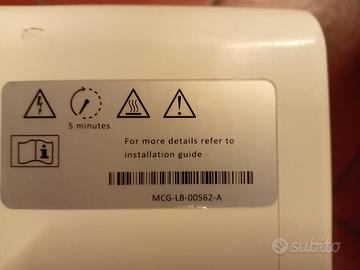 5 minutes
For more details refer to
installation guide
MCG-LB-00562-A
subito